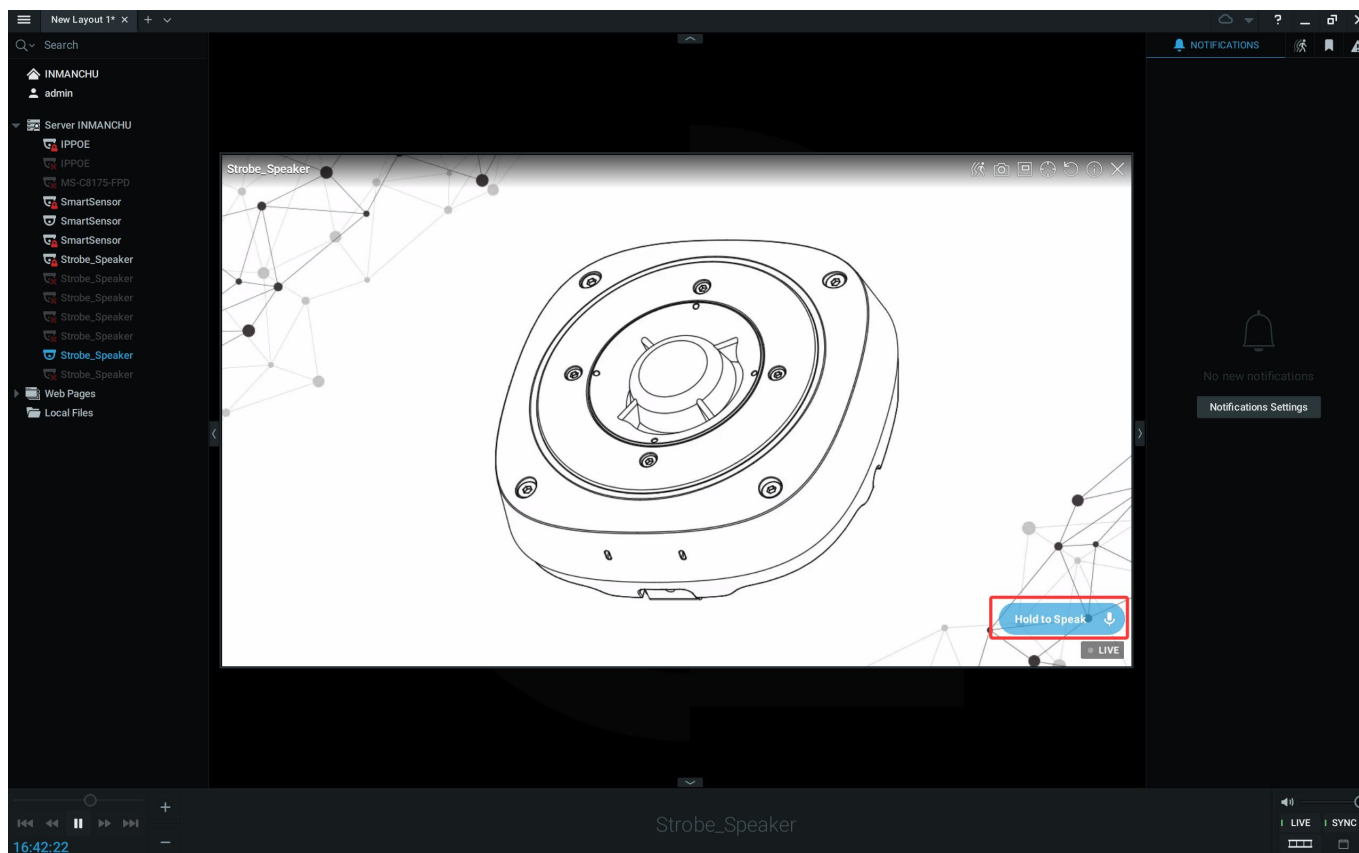 New Layout 1*
Search
NOTIFICATIONS
INMANCHU
admin
Server INMANCHU
IPPOE
IPPOE
MS-C8175-FPD
SmartSensor
SmartSensor
SmartSensor
Strobe_Speaker
Strobe_Speaker
Strobe_Speaker
Strobe_Speaker
Strobe_Speaker
Strobe_Speaker
Strobe_Speaker
Web Pages
Local Files
Strobe_Speaker
Hold to Speak
LIVE
No new notifications
Notifications Settings
Strobe_Speaker
16:42:22
LIVE
SYNC